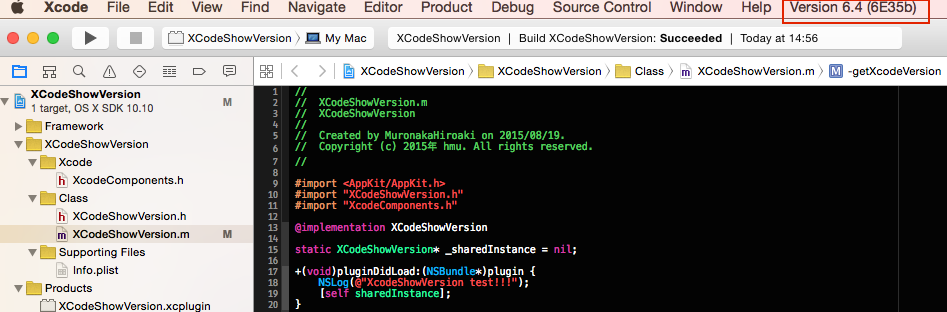 Xcode File Edit View Find Navigate Editor Product Debug Source Control Window Help Version 6.4 (6E35b)
XCodeShowVersion My Mac XCodeShowVersion | Build XCodeShowVersion: Succeeded | Today at 14:56
XCodeShowVersion XCodeShowVersion Class m XCodeShowVersion.m M -getXcodeVersion
XCodeShowVersion M
1 target, OS X SDK 10.10
Framework
XCodeShowVersion
Xcode
h XcodeComponents.h
Class
h XCodeShowVersion.h
m XCodeShowVersion.m M
Supporting Files
Info.plist
Products
XCodeShowVersion.xcplugin
1 //
2 //  XCodeShowVersion.m
3 //  XCodeShowVersion
4 //
5 //  Created by MuronakaHiroaki on 2015/08/19.
6 //  Copyright (c) 2015年 hmu. All rights reserved.
7 //
8
9 #import <AppKit/AppKit.h>
10 #import "XCodeShowVersion.h"
11 #import "XcodeComponents.h"
12
13 @implementation XCodeShowVersion
14
15 static XCodeShowVersion* _sharedInstance = nil;
16
17 +(void)pluginDidLoad:(NSBundle*)plugin {
18     NSLog(@"XcodeShowVersion test!!!");
19     [self sharedInstance];
20 }